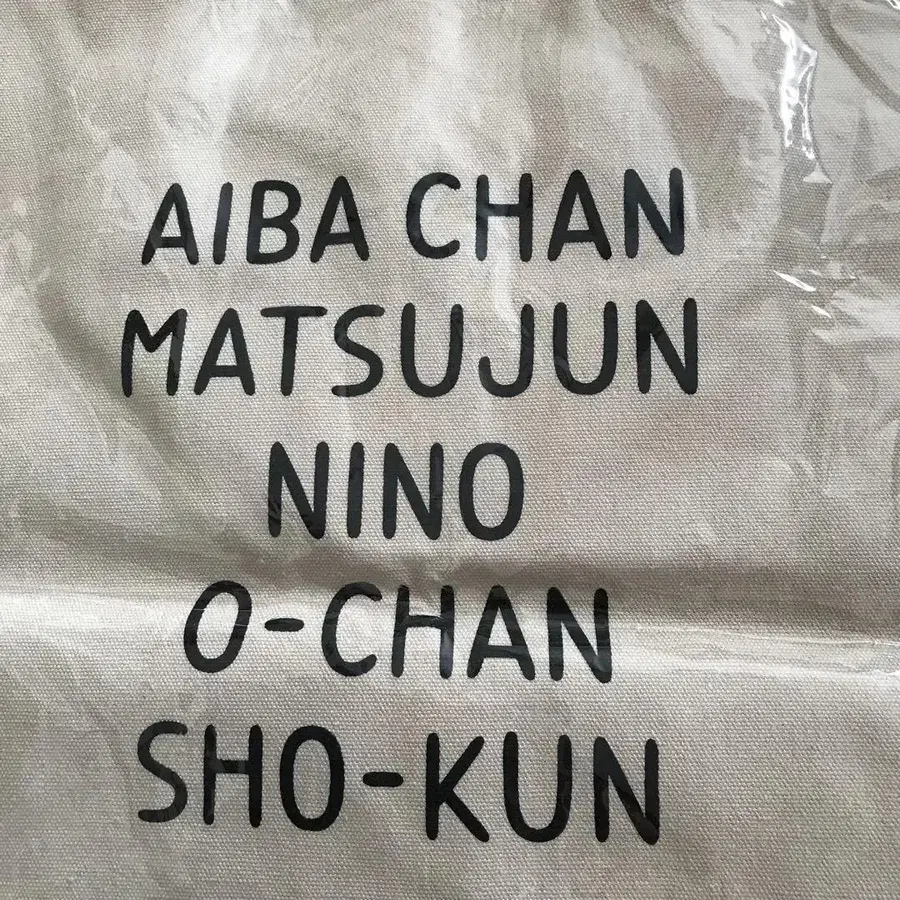 AIBA CHAN
MATSUJUN
NINO
O-CHAN
SHO-KUN